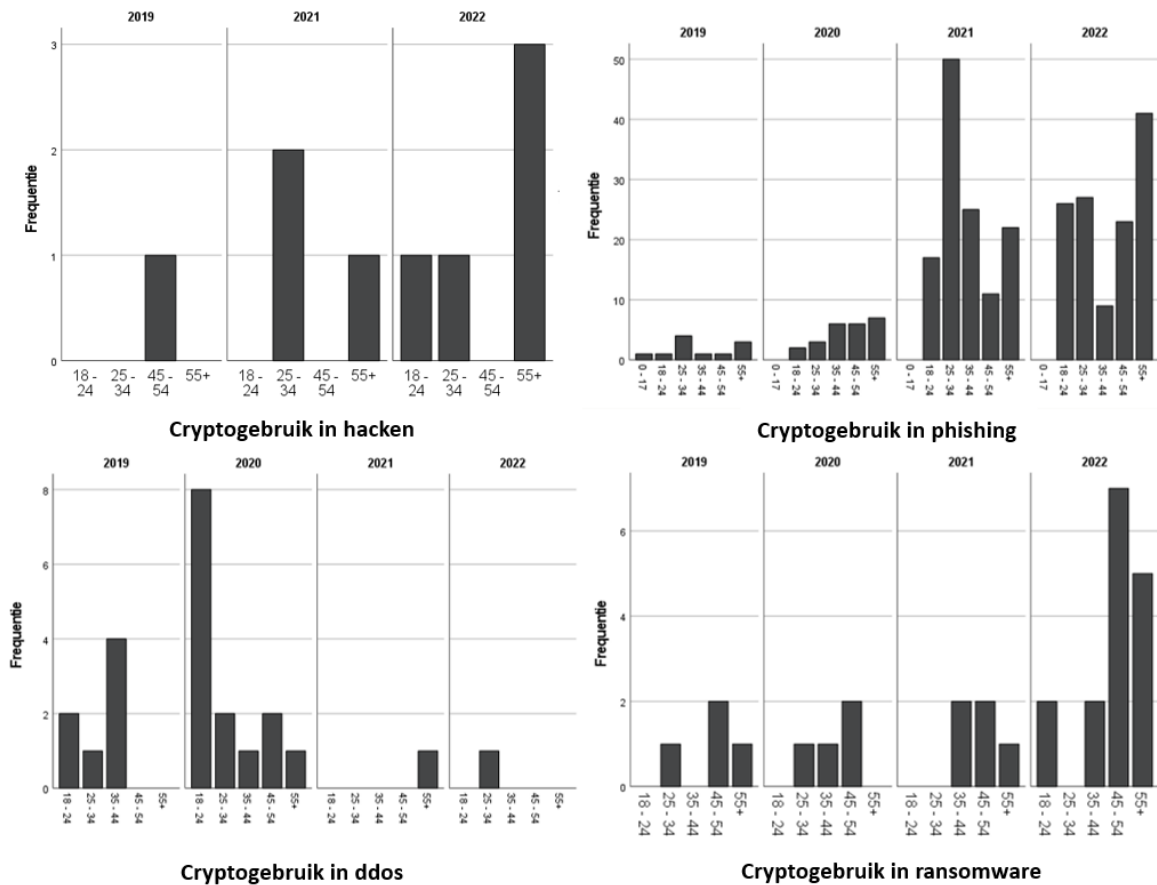 2019 2021 2022
3
2
1
0
Frequentie
18 - 24 25 - 34 45 - 54 55+ 18 - 24 25 - 34 45 - 54 55+ 18 - 24 25 - 34 45 - 54 55+
Cryptogebruik in hacken
2019 2020 2021 2022
50
40
30
20
10
0
Frequentie
0 - 17 18 - 24 25 - 34 35 - 44 45 - 54 55+ 0 - 17 18 - 24 25 - 34 35 - 44 45 - 54 55+ 0 - 17 18 - 24 25 - 34 35 - 44 45 - 54 55+ 0 - 17 18 - 24 25 - 34 35 - 44 45 - 54 55+
Cryptogebruik in phishing
2019 2020 2021 2022
8
6
4
2
0
Frequentie
18 - 24 25 - 34 35 - 44 45 - 54 55+ 18 - 24 25 - 34 35 - 44 45 - 54 55+ 18 - 24 25 - 34 35 - 44 45 - 54 55+ 18 - 24 25 - 34 35 - 44 45 - 54 55+
Cryptogebruik in ddos
2019 2020 2021 2022
6
4
2
0
Frequentie
18 - 24 25 - 34 35 - 44 45 - 54 55+ 18 - 24 25 - 34 35 - 44 45 - 54 55+ 18 - 24 25 - 34 35 - 44 45 - 54 55+ 18 - 24 25 - 34 35 - 44 45 - 54 55+
Cryptogebruik in ransomware